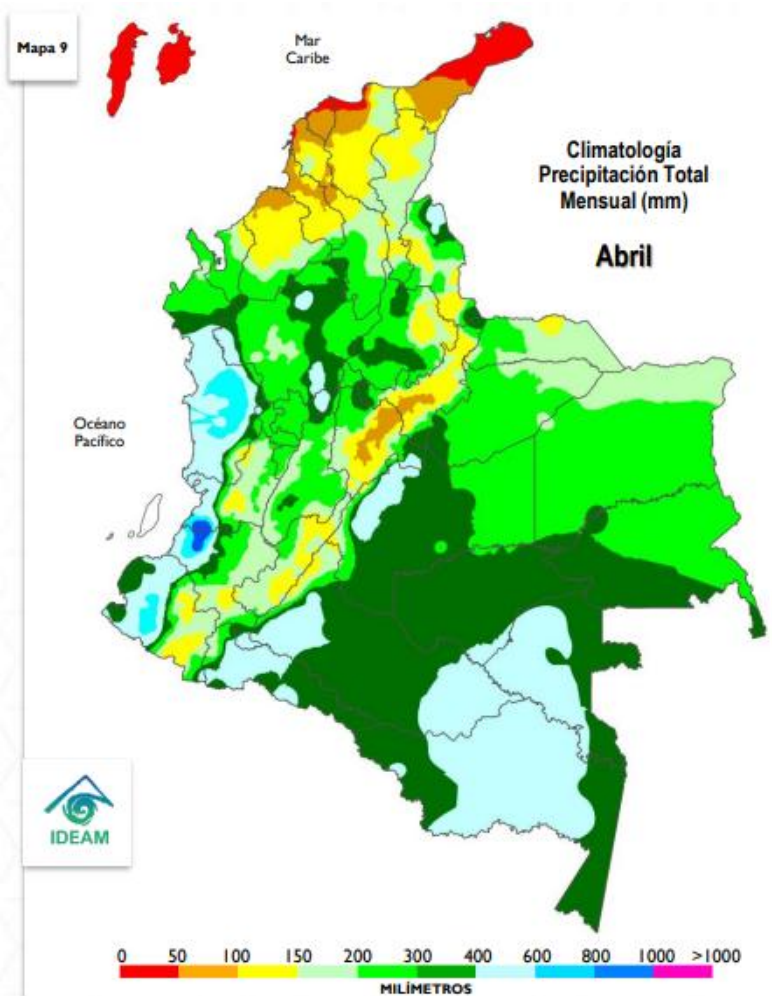 Mapa 9
Mar
Caribe
Climatología
Precipitación Total
Mensual (mm)
Abril
Océano
Pacífico
IDEAM
0 50 100 150 200 300 400 600 800 1000 >1000
MILÍMETROS